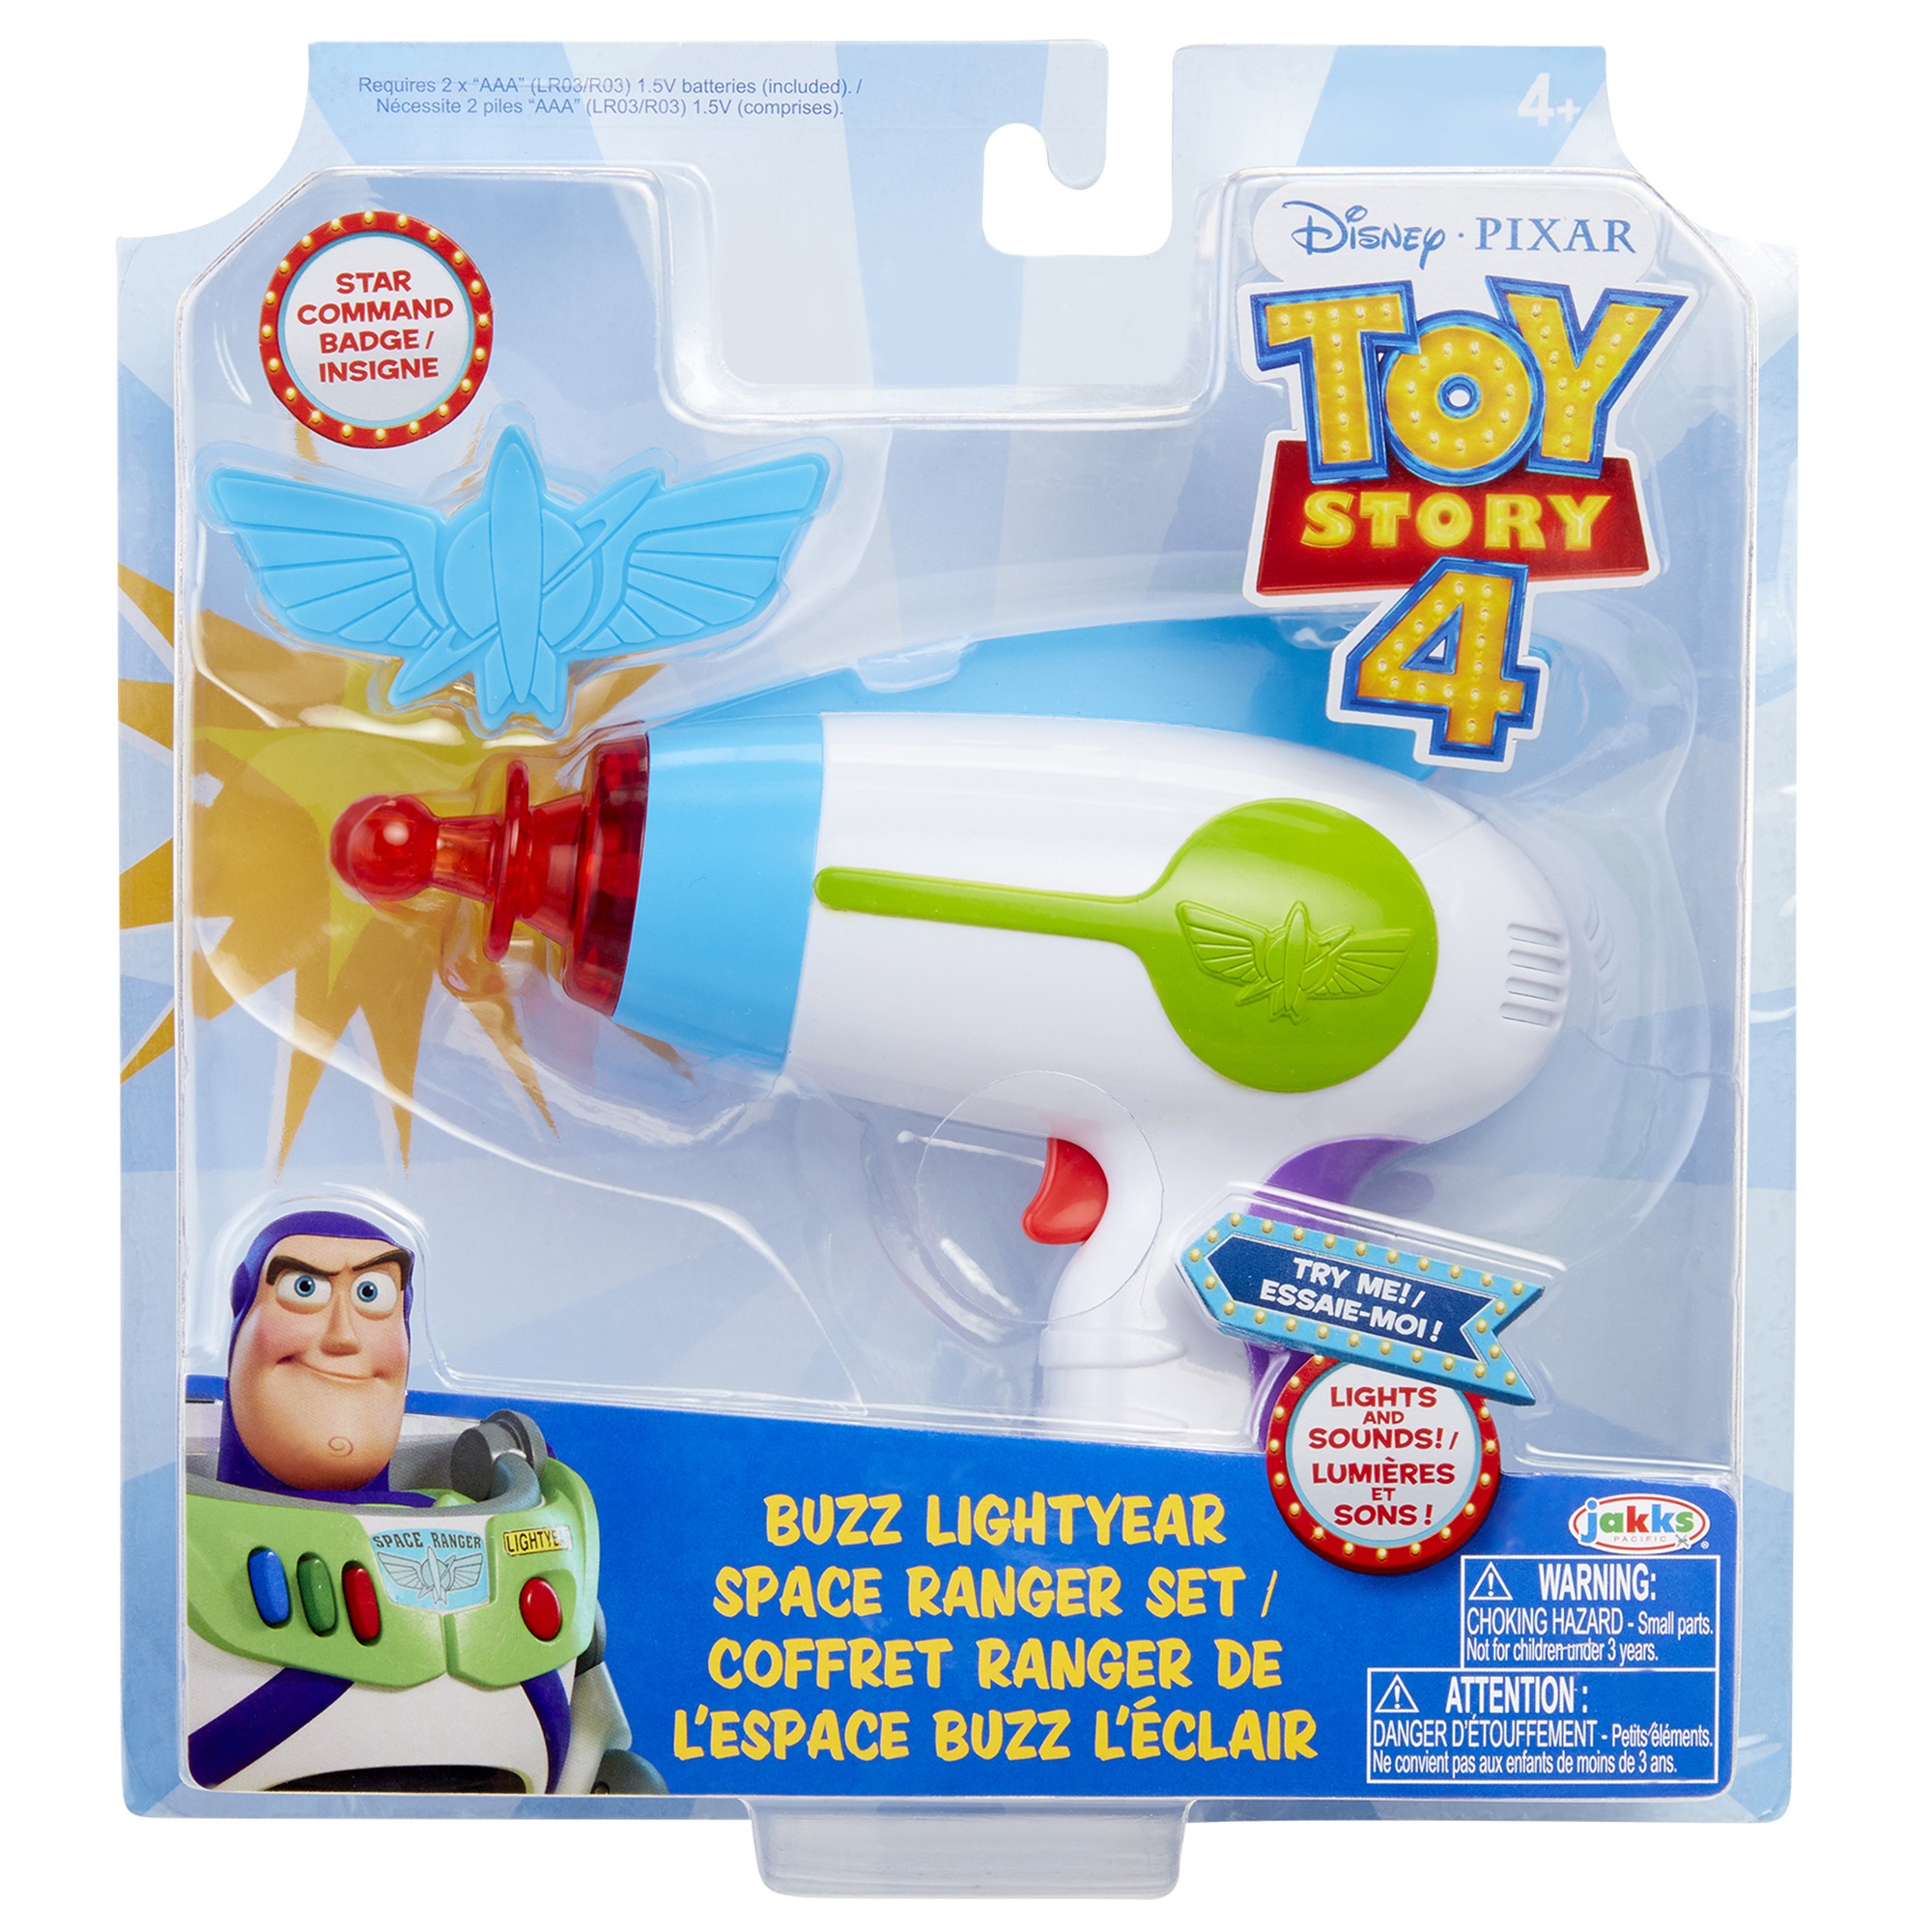 Requires 2 x “AAA” (LR03/R03) 1.5V batteries (included). /
Nécessite 2 piles “AAA” (LR03/R03) 1.5V (comprises).
4+
STAR
COMMAND
BADGE /
INSIGNE
Disney · PIXAR
TOY
STORY
4
TRY ME! /
ESSAIE-MOI !
LIGHTS
AND
SOUNDS! /
LUMIÈRES
ET
SONS !
SPACE RANGER
BUZZ LIGHTYEAR
SPACE RANGER SET /
COFFRET RANGER DE
L'ESPACE BUZZ L'ÉCLAIR
jakks
PACIFIC
®
WARNING:
CHOKING HAZARD - Small parts.
Not for children under 3 years.
ATTENTION :
DANGER D'ÉTOUFFEMENT - Petits éléments.
Ne convient pas aux enfants de moins de 3 ans.